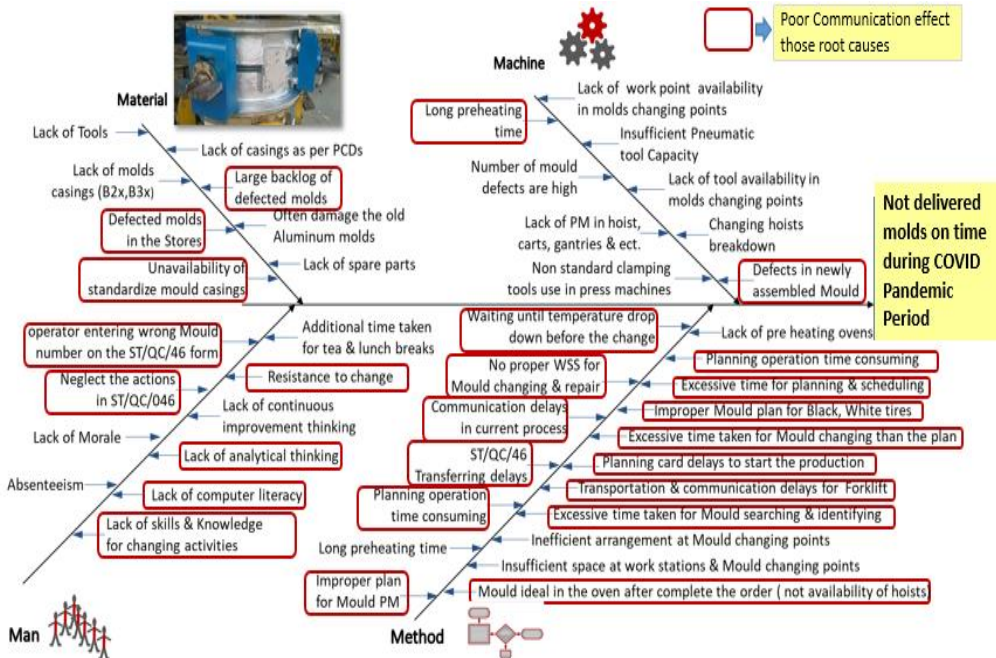 Poor Communication effect
those root causes
Machine
Material
Lack of Tools
Lack of casings as per PCDs
Lack of molds
casings (B2x,B3x)
Large backlog of
defected molds
Defected molds
in the Stores
Often damage the old
Aluminum molds
Unavailability of
standardize mould casings
Lack of spare parts
Lack of work point availability
in molds changing points
Long preheating
time
Insufficient Pneumatic
tool Capacity
Number of mould
defects are high
Lack of tool availability in
molds changing points
Lack of PM in hoist,
carts, gantries & ect.
Changing hoists
breakdown
Non standard clamping
tools use in press machines
Defects in newly
assembled Mould
Not delivered
molds on time
during COVID
Pandemic
Period
operator entering wrong Mould
number on the ST/QC/46 form
Additional time taken
for tea & lunch breaks
Neglect the actions
in ST/QC/046
Resistance to change
Lack of continuous
improvement thinking
Lack of Morale
Lack of analytical thinking
Absenteeism
Lack of computer literacy
Lack of skills & Knowledge
for changing activities
Man
Waiting until temperature drop
down before the change
Lack of pre heating ovens
Planning operation time consuming
No proper WSS for
Mould changing & repair
Excessive time for planning & scheduling
Communication delays
in current process
Improper Mould plan for Black, White tires
Excessive time taken for Mould changing than the plan
ST/QC/46
Transferring delays
Planning card delays to start the production
Planning operation
time consuming
Transportation & communication delays for Forklift
Excessive time taken for Mould searching & identifying
Long preheating time
Inefficient arrangement at Mould changing points
Insufficient space at work stations & Mould changing points
Improper plan
for Mould PM
Mould ideal in the oven after complete the order ( not availability of hoists)
Method